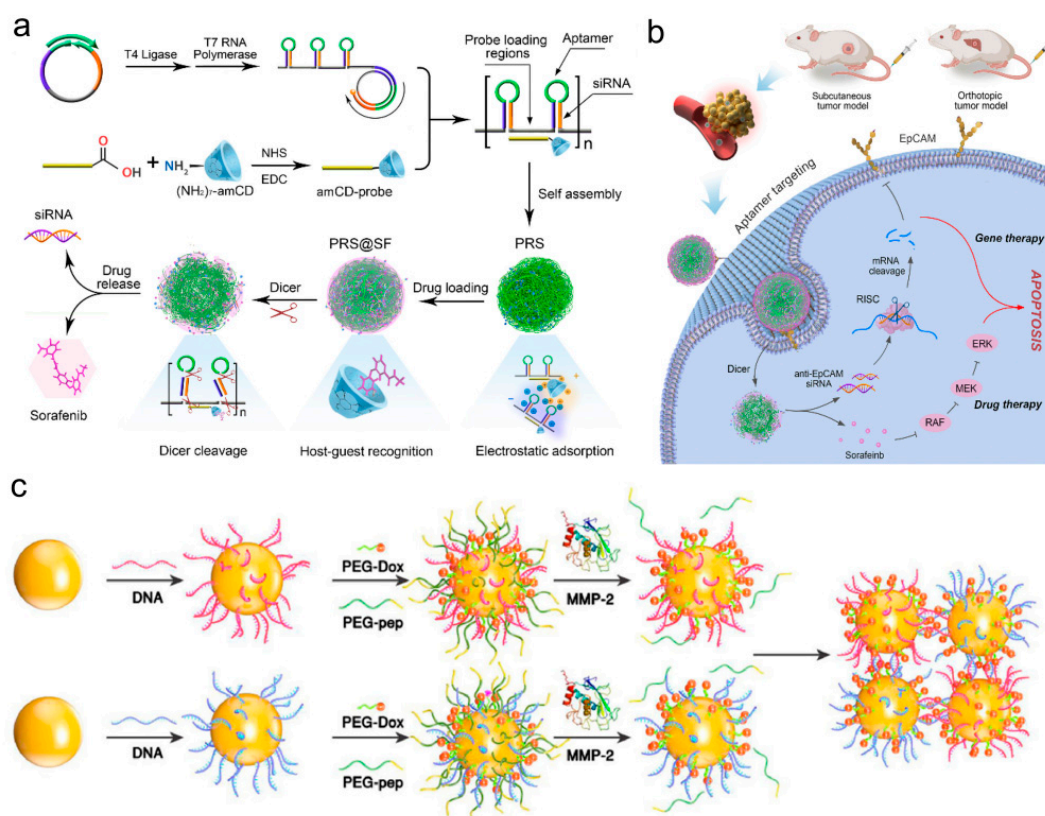 a
T4 Ligase
T7 RNA
Polymerase
Probe loading
regions
Aptamer
siRNA
n
O
OH
+
NH2
(NH2)7-amCD
NHS
EDC
amCD-probe
Self assembly
siRNA
Drug
release
Sorafenib
Dicer
PRS@SF
Drug loading
PRS
n
Dicer cleavage
Host-guest recognition
Electrostatic adsorption
b
Subcutaneous
tumor model
Orthotopic
tumor model
EpCAM
Aptamer targeting
Gene therapy
mRNA
cleavage
RISC
APOPTOSIS
ERK
Dicer
anti-EpCAM
siRNA
MEK
Drug therapy
RAF
Sorafeinb
c
DNA
PEG-Dox
PEG-pep
MMP-2
DNA
PEG-Dox
PEG-pep
MMP-2